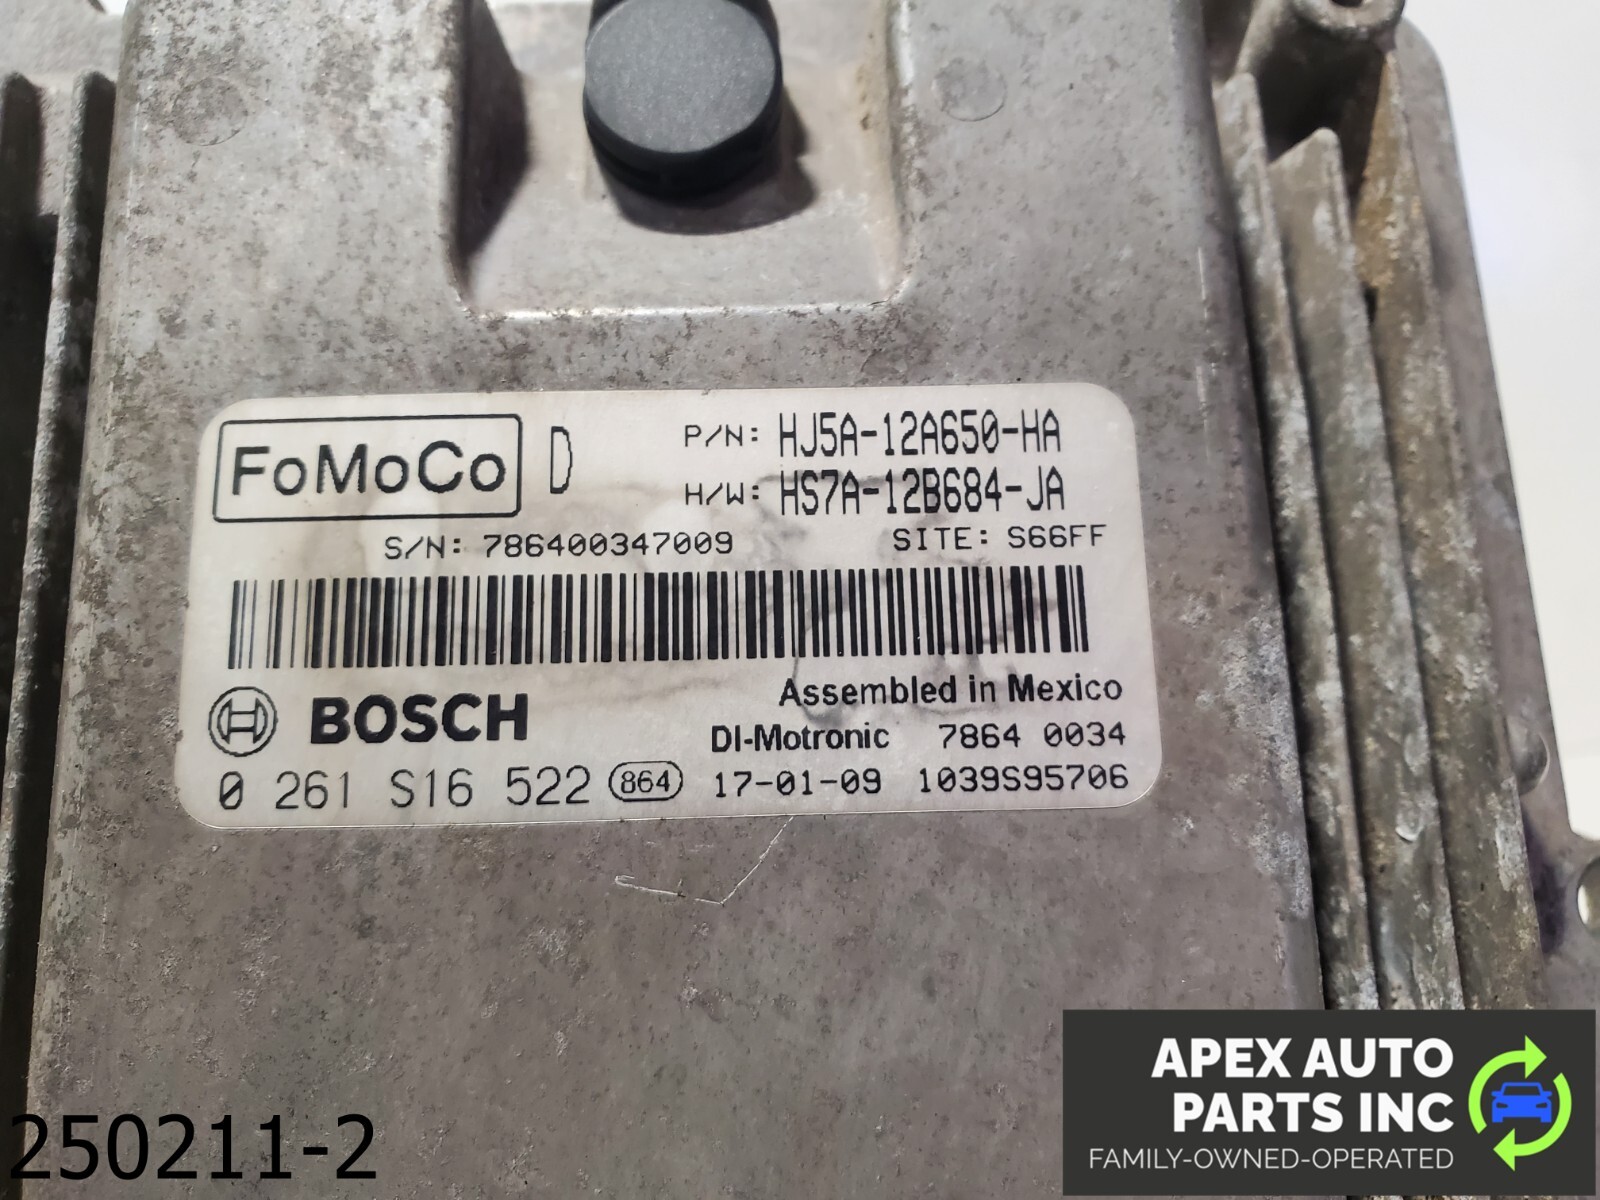 FoMoCo D P/N: HJ5A-12A650-HA
H/W: HS7A-12B684-JA
S/N: 786400347009 SITE: S66FF
Assembled in Mexico
BOSCH
DI-Motronic 7864 0034
0 261 S16 522 864 17-01-09 1039S95706
APEX AUTO
PARTS INC
FAMILY-OWNED-OPERATED
250211-2